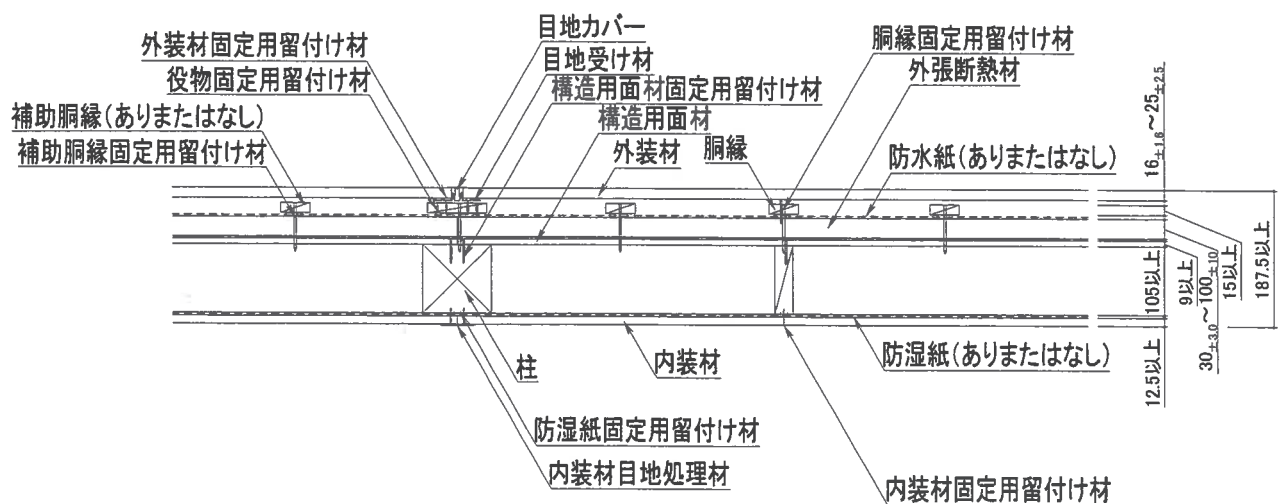 目地カバー
外装材固定用留付け材
目地受け材
役物固定用留付け材
構造用面材固定用留付け材
補助胴縁(ありまたはなし)
構造用面材
補助胴縁固定用留付け材
外装材
胴縁
胴縁固定用留付け材
外張断熱材
防水紙(ありまたはなし)
16±1.6～25±2.5
187.5以上
15以上
30±3.0～100±10
9以上
105以上
12.5以上
防湿紙(ありまたはなし)
内装材
柱
防湿紙固定用留付け材
内装材目地処理材
内装材固定用留付け材